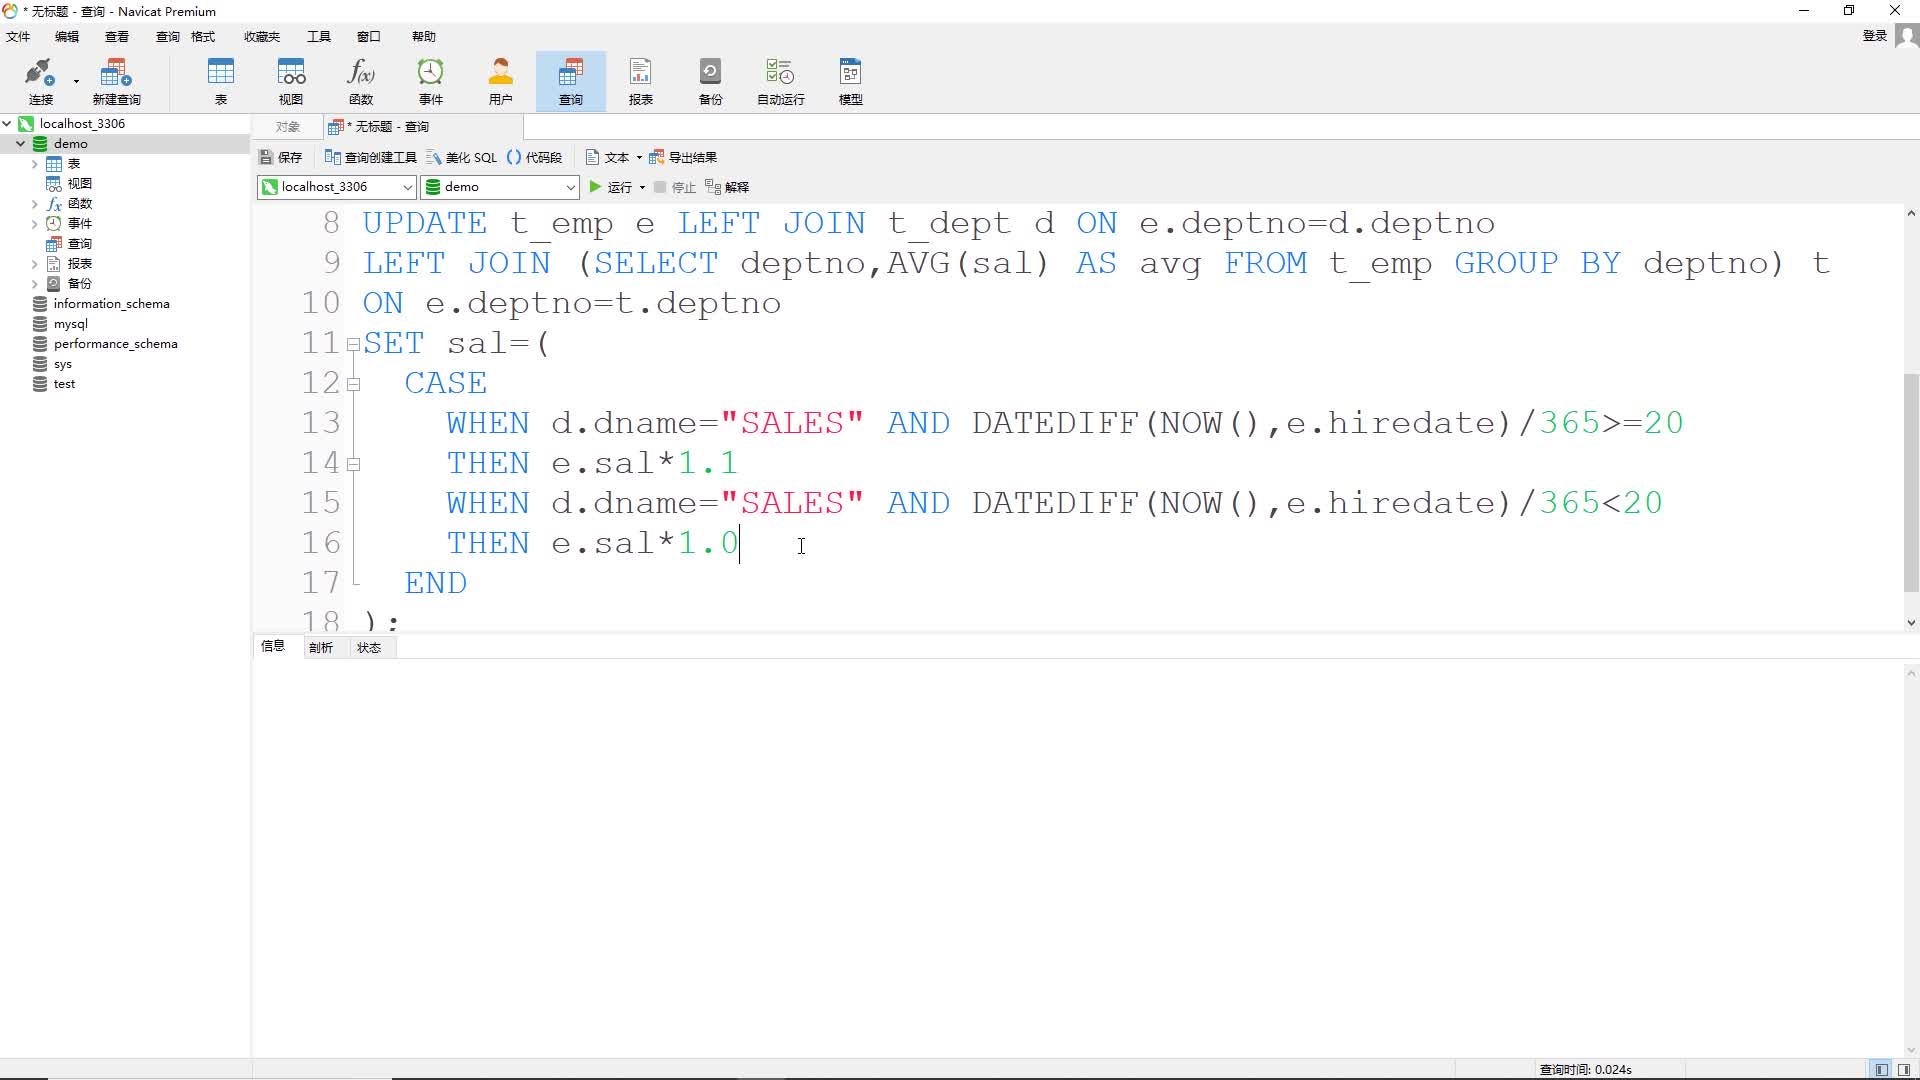 * 无标题 - 查询 - Navicat Premium
文件 编辑 查看 查询 格式 收藏夹 工具 窗口 帮助 登录
连接 新建查询 表 视图 函数 事件 用户 查询 报表 备份 自动运行 模型
localhost_3306
demo
表
视图
函数
事件
查询
报表
备份
information_schema
mysql
performance_schema
sys
test
对象 * 无标题 - 查询
保存 查询创建工具 美化 SQL 代码段 文本 导出结果
localhost_3306 demo 运行 停止 解释
8 UPDATE t_emp e LEFT JOIN t_dept d ON e.deptno=d.deptno
9 LEFT JOIN (SELECT deptno,AVG(sal) AS avg FROM t_emp GROUP BY deptno) t
10 ON e.deptno=t.deptno
11 SET sal=(
12 CASE
13 WHEN d.dname="SALES" AND DATEDIFF(NOW(),e.hiredate)/365>=20
14 THEN e.sal*1.1
15 WHEN d.dname="SALES" AND DATEDIFF(NOW(),e.hiredate)/365<20
16 THEN e.sal*1.0
17 END
18 );
信息 剖析 状态
查询时间: 0.024s